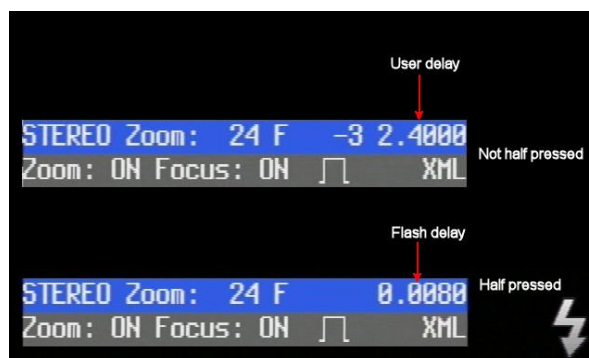 User delay
STEREO Zoom: 24 F -3 2.4000
Not half pressed
Zoom: ON Focus: ON XML
Flash delay
STEREO Zoom: 24 F 0.0080
Half pressed
Zoom: ON Focus: ON XML